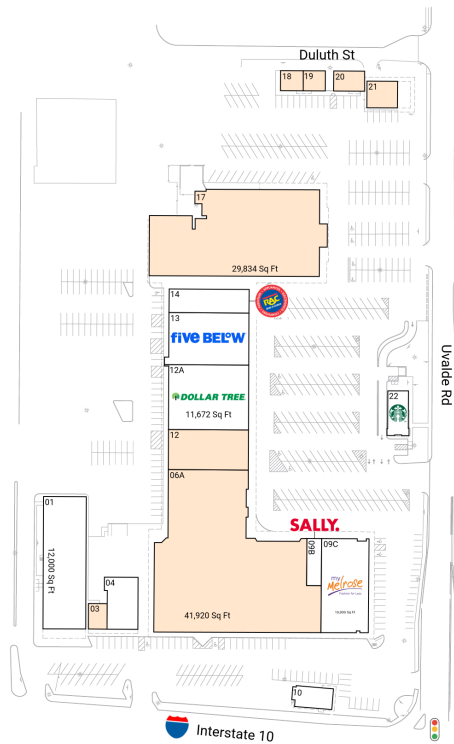 Duluth St
18
19
20
21
17
29,834 Sq Ft
14
RAC
13
five BELOW
12A
DOLLAR TREE
11,672 Sq Ft
22
Uvalde Rd
12
06A
SALLY.
01
12,000 Sq Ft
09B
09C
my
Melrose
04
03
41,920 Sq Ft
10
Interstate 10